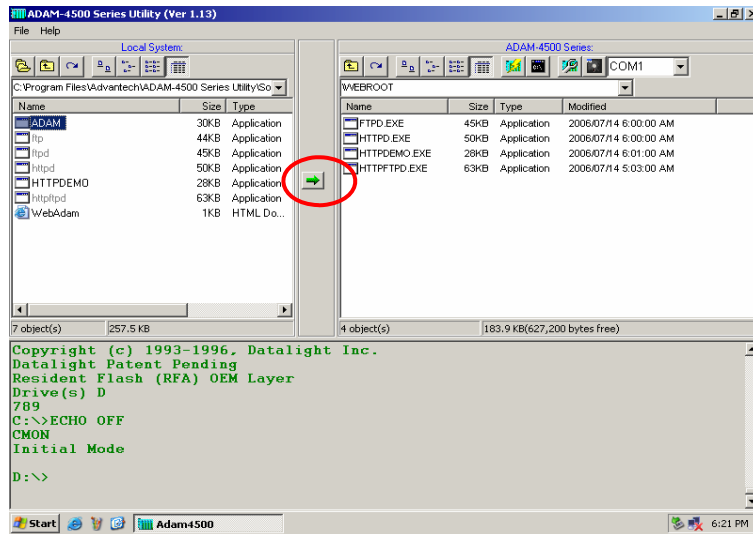 ADAM-4500 Series Utility (Ver 1.13)
File Help
Local System:
C:\Program Files\Advantech\ADAM-4500 Series Utility\So
Name Size Type
ADAM 30KB Application
ftp 44KB Application
ftpd 45KB Application
httpd 50KB Application
HTTPDEMO 28KB Application
httpftpd 63KB Application
WebAdam 1KB HTML Do...
7 object(s) 257.5 KB
ADAM-4500 Series:
COM1
\WEBROOT
Name Size Type Modified
FTPD.EXE 45KB Application 2006/07/14 6:00:00 AM
HTTPD.EXE 50KB Application 2006/07/14 6:00:00 AM
HTTPDEMO.EXE 28KB Application 2006/07/14 6:01:00 AM
HTTPFTPD.EXE 63KB Application 2006/07/14 5:03:00 AM
4 object(s) 183.9 KB(627,200 bytes free)
Copyright (c) 1993-1996, Datalight Inc.
Datalight Patent Pending
Resident Flash (RFA) OEM Layer
Drive(s) D
789
C:\>ECHO OFF
CMON
Initial Mode
D:\>
Start Adam4500 6:21 PM